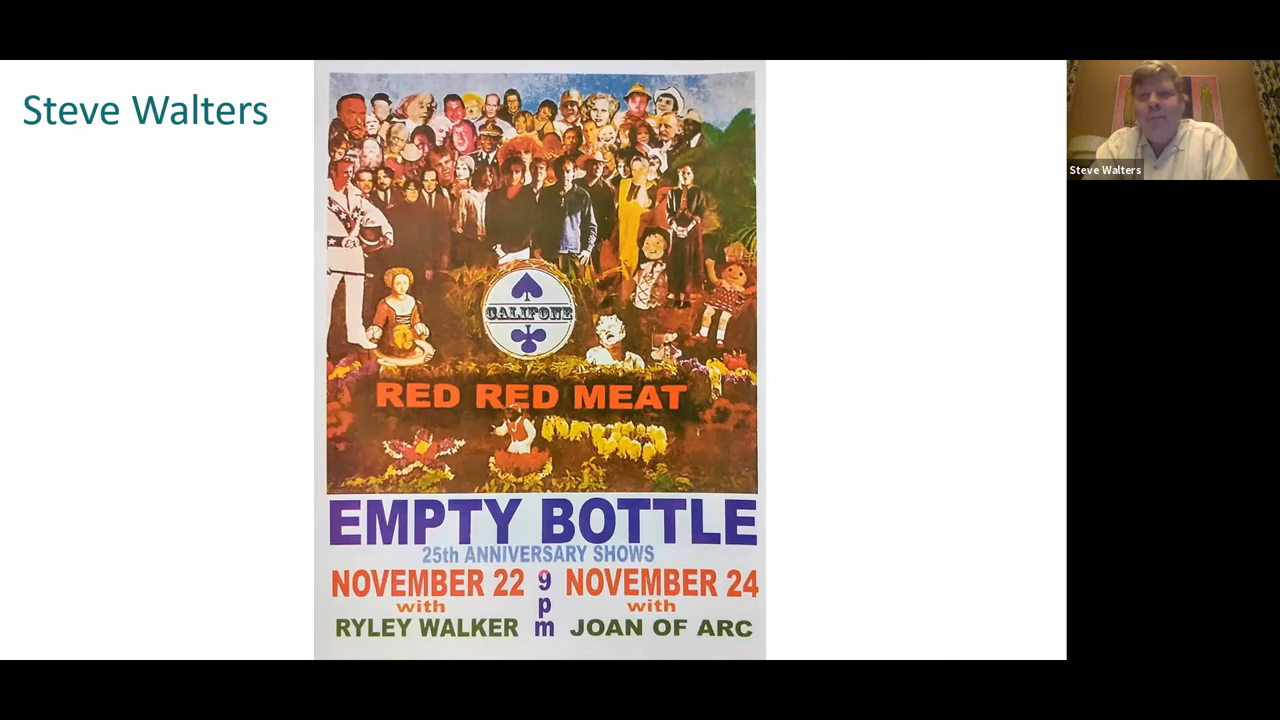 Steve Walters
CALIFONE
RED RED MEAT
EMPTY BOTTLE
25th ANNIVERSARY SHOWS
NOVEMBER 22 9pm NOVEMBER 24
with with
RYLEY WALKER JOAN OF ARC
Steve Walters